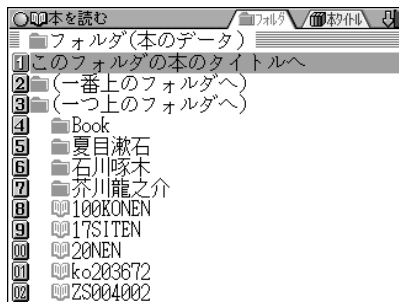 本を読む フォルダ 本タイトル
フォルダ(本のデータ)
1 このフォルダの本のタイトルへ
2 (一番上のフォルダへ)
3 (一つ上のフォルダへ)
4 Book
5 夏目漱石
6 石川啄木
7 芥川龍之介
8 100KONEN
9 17SITEN
00 20NEN
01 ko203672
02 ZS004002